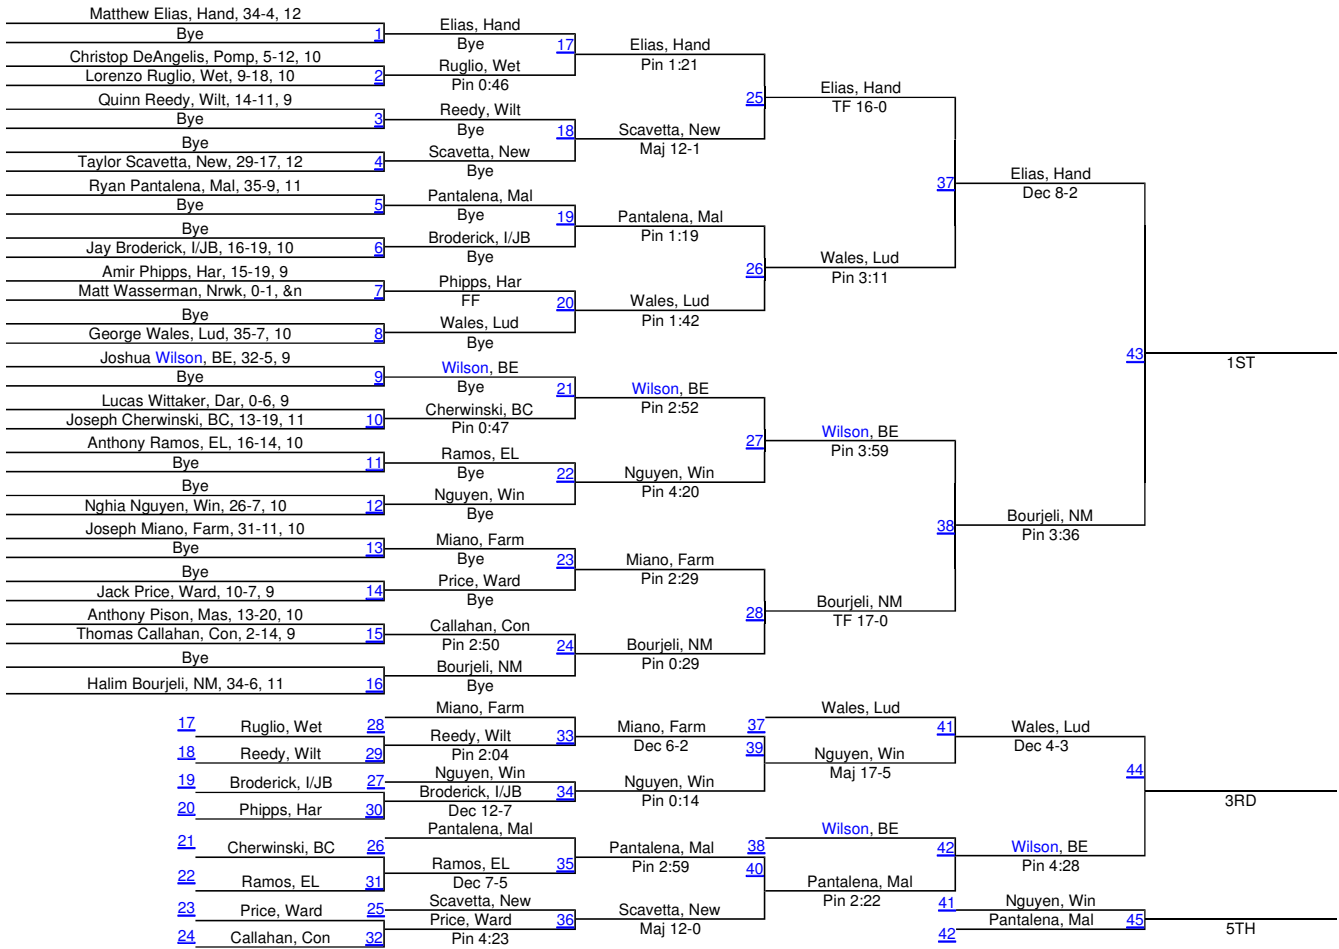 Matthew Elias, Hand, 34-4, 12
Bye
1
Christop DeAngelis, Pomp, 5-12, 10
Lorenzo Ruglio, Wet, 9-18, 10
2
Quinn Reedy, Wilt, 14-11, 9
Bye
3
Bye
Taylor Scavetta, New, 29-17, 12
4
Ryan Pantalena, Mal, 35-9, 11
Bye
5
Bye
Jay Broderick, I/JB, 16-19, 10
6
Amir Phipps, Har, 15-19, 9
Matt Wasserman, Nrwk, 0-1, &n
7
Bye
George Wales, Lud, 35-7, 10
8
Joshua Wilson, BE, 32-5, 9
Bye
9
Lucas Wittaker, Dar, 0-6, 9
Joseph Cherwinski, BC, 13-19, 11
10
Anthony Ramos, EL, 16-14, 10
Bye
11
Bye
Nghia Nguyen, Win, 26-7, 10
12
Joseph Miano, Farm, 31-11, 10
Bye
13
Bye
Jack Price, Ward, 10-7, 9
14
Anthony Pison, Mas, 13-20, 10
Thomas Callahan, Con, 2-14, 9
15
Bye
Halim Bourjeli, NM, 34-6, 11
16
Elias, Hand
Bye
17
Ruglio, Wet
Pin 0:46
Reedy, Wilt
Bye
18
Scavetta, New
Bye
Pantalena, Mal
Bye
19
Broderick, I/JB
Bye
Phipps, Har
FF
20
Wales, Lud
Bye
Wilson, BE
Bye
21
Cherwinski, BC
Pin 0:47
Ramos, EL
Bye
22
Nguyen, Win
Bye
Miano, Farm
Bye
23
Price, Ward
Bye
Callahan, Con
Pin 2:50
24
Bourjeli, NM
Bye
Elias, Hand
Pin 1:21
25
Scavetta, New
Maj 12-1
Pantalena, Mal
Pin 1:19
26
Wales, Lud
Pin 1:42
Wilson, BE
Pin 2:52
27
Nguyen, Win
Pin 4:20
Miano, Farm
Pin 2:29
28
Bourjeli, NM
Pin 0:29
Elias, Hand
TF 16-0
37
Wales, Lud
Pin 3:11
Wilson, BE
Pin 3:59
38
Bourjeli, NM
TF 17-0
Elias, Hand
Dec 8-2
43
Bourjeli, NM
Pin 3:36
1ST
17 Ruglio, Wet 28
18 Reedy, Wilt 29
19 Broderick, I/JB 27
20 Phipps, Har 30
21 Cherwinski, BC 26
22 Ramos, EL 31
23 Price, Ward 25
24 Callahan, Con 32
Miano, Farm
Reedy, Wilt 33
Pin 2:04
Nguyen, Win
Broderick, I/JB 34
Dec 12-7
Pantalena, Mal
Ramos, EL 35
Dec 7-5
Scavetta, New
Price, Ward 36
Pin 4:23
Miano, Farm 37
Dec 6-2 39
Nguyen, Win
Pin 0:14
Pantalena, Mal 38
Pin 2:59 40
Scavetta, New
Maj 12-0
Wales, Lud
41
Nguyen, Win
Maj 17-5
Wilson, BE
42
Pantalena, Mal
Pin 2:22
Wales, Lud
Dec 4-3
44
Wilson, BE
Pin 4:28
3RD
41 Nguyen, Win
Pantalena, Mal 45
42
5TH